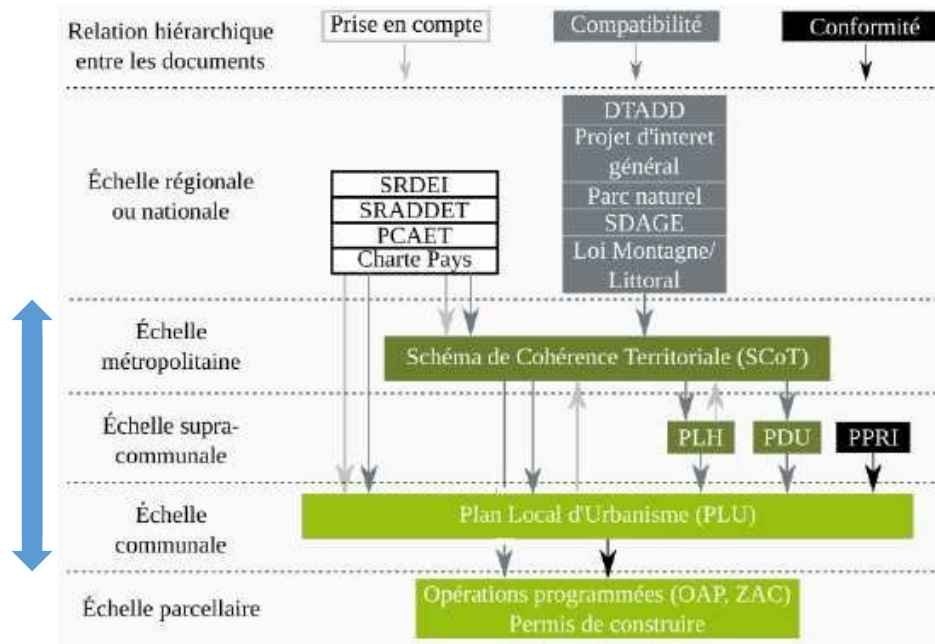 Relation hiérarchique
entre les documents
Prise en compte
Compatibilité
Conformité
Échelle régionale
ou nationale
SRDEI
SRADDET
PCAET
Charte Pays
DTADD
Projet d'interet
général
Parc naturel
SDAGE
Loi Montagne/
Littoral
Échelle
métropolitaine
Schéma de Cohérence Territoriale (SCoT)
Échelle supra-
communale
PLH
PDU
PPRI
Échelle
communale
Plan Local d'Urbanisme (PLU)
Échelle parcellaire
Opérations programmées (OAP, ZAC)
Permis de construire